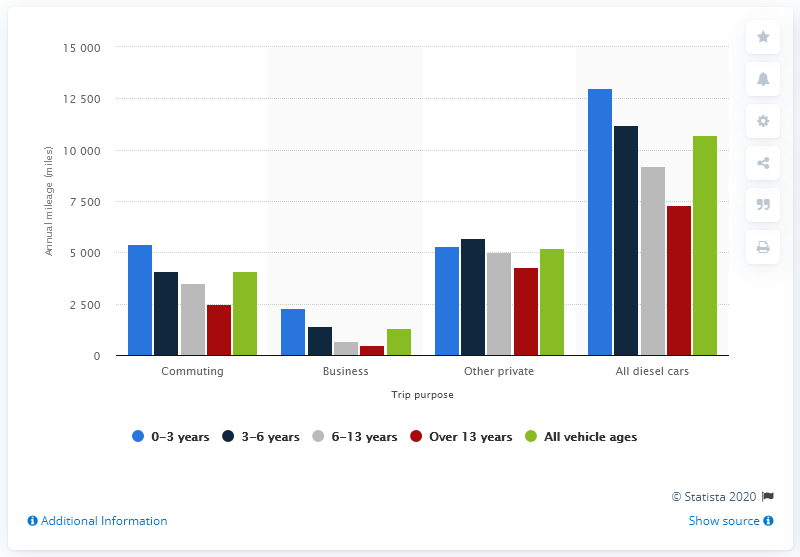 15 000
12 500
10 000
7 500
5 000
2 500
0
Annual mileage (miles)
Commuting
Business
Other private
All diesel cars
Trip purpose
0-3 years
3-6 years
6-13 years
Over 13 years
All vehicle ages
© Statista 2020
Additional Information
Show source